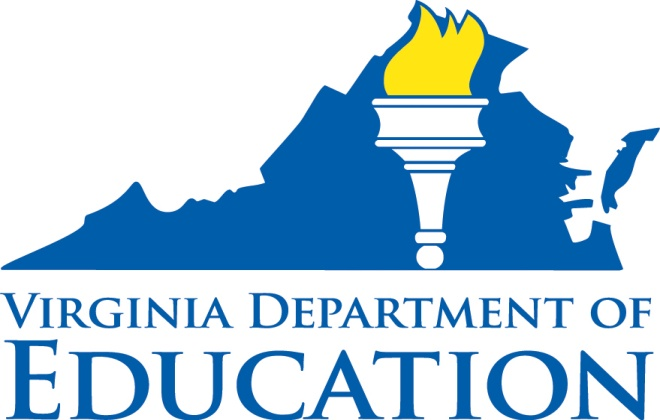 VIRGINIA DEPARTMENT OF
EDUCATION